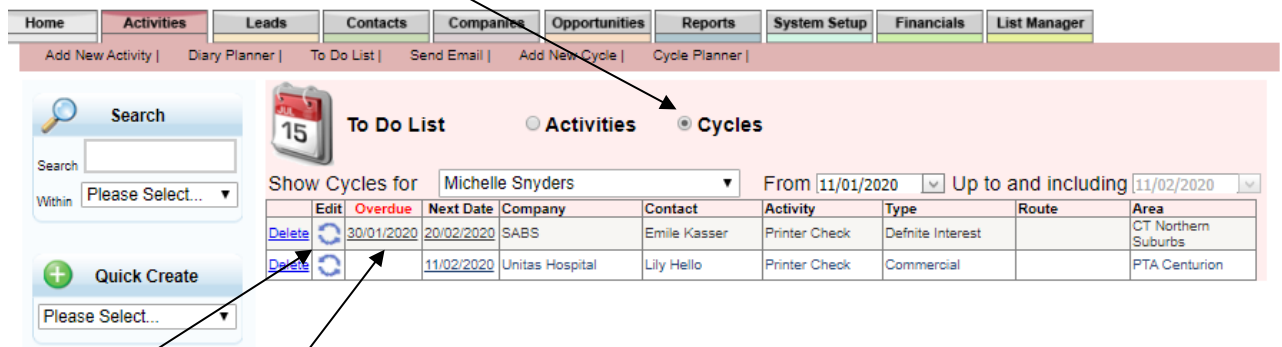 Home Activities Leads Contacts Companies Opportunities Reports System Setup Financials List Manager
Add New Activity | Diary Planner | To Do List | Send Email | Add New Cycle | Cycle Planner |
Search
Search
Within Please Select...
Quick Create
Please Select...
JUL
15
To Do List Activities Cycles
Show Cycles for Michelle Snyders From 11/01/2020 Up to and including 11/02/2020
Edit Overdue Next Date Company Contact Activity Type Route Area
Delete 30/01/2020 20/02/2020 SABS Emile Kasser Printer Check Defnite Interest CT Northern
Suburbs
Delete 11/02/2020 Unitas Hospital Lily Hello Printer Check Commercial PTA Centurion